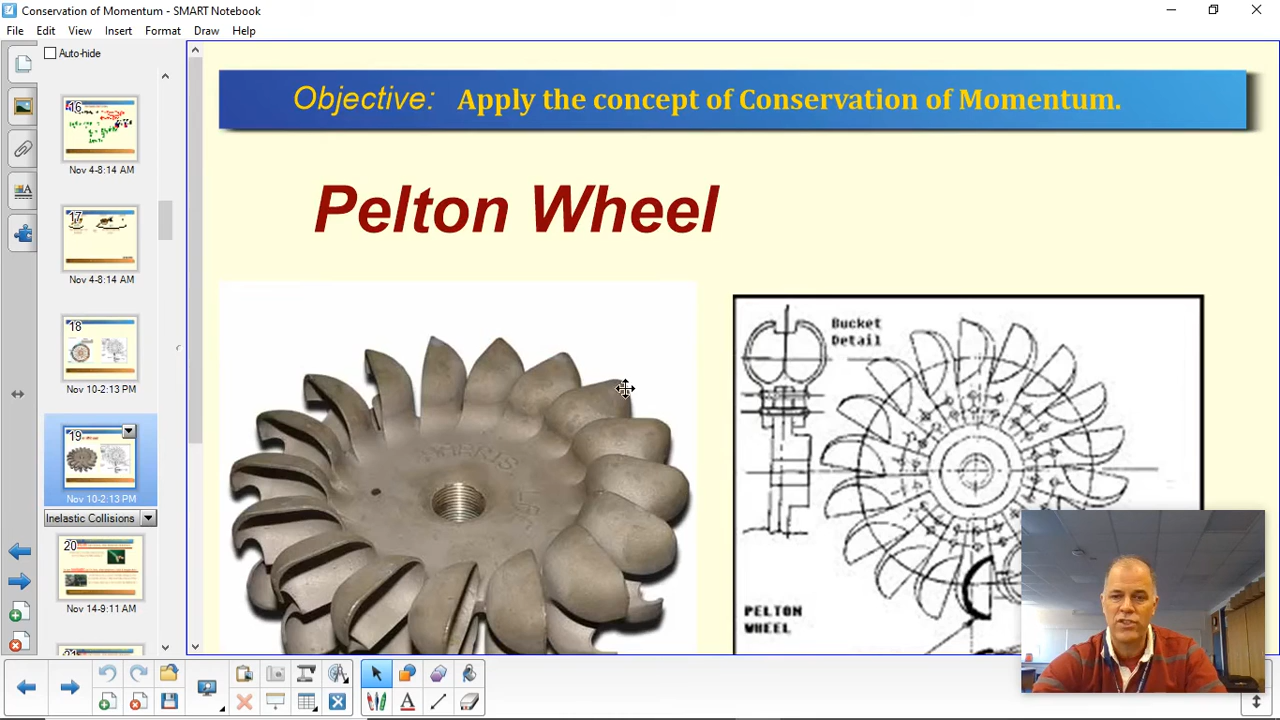 Conservation of Momentum - SMART Notebook
File Edit View Insert Format Draw Help
Auto-hide
16
Nov 4-8:14 AM
17
Nov 4-8:14 AM
18
Nov 10-2:13 PM
19
Nov 10-2:13 PM
Inelastic Collisions
20
Nov 14-9:11 AM
Objective: Apply the concept of Conservation of Momentum.
Pelton Wheel
Bucket
Detail
PELTON
WHEEL